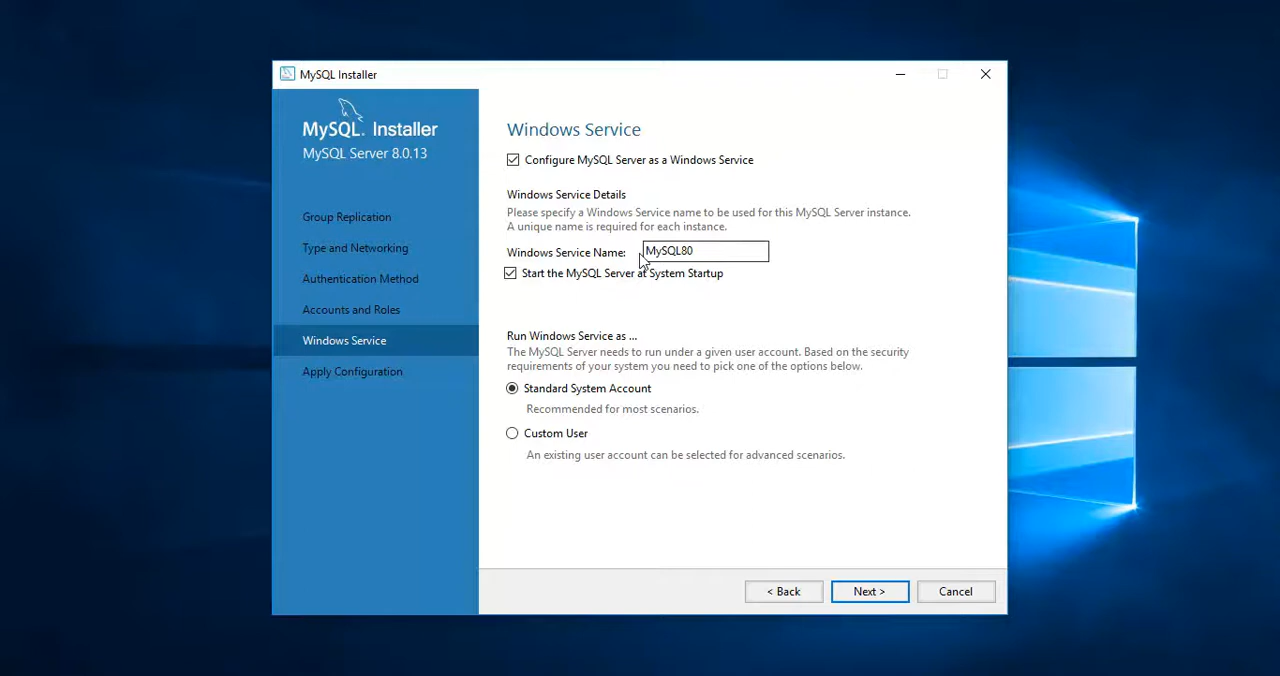 MySQL Installer
MySQL. Installer
MySQL Server 8.0.13
Group Replication
Type and Networking
Authentication Method
Accounts and Roles
Windows Service
Apply Configuration
Windows Service
Configure MySQL Server as a Windows Service
Windows Service Details
Please specify a Windows Service name to be used for this MySQL Server instance.
A unique name is required for each instance.
Windows Service Name: MySQL80
Start the MySQL Server at System Startup
Run Windows Service as ...
The MySQL Server needs to run under a given user account. Based on the security
requirements of your system you need to pick one of the options below.
Standard System Account
Recommended for most scenarios.
Custom User
An existing user account can be selected for advanced scenarios.
< Back Next > Cancel